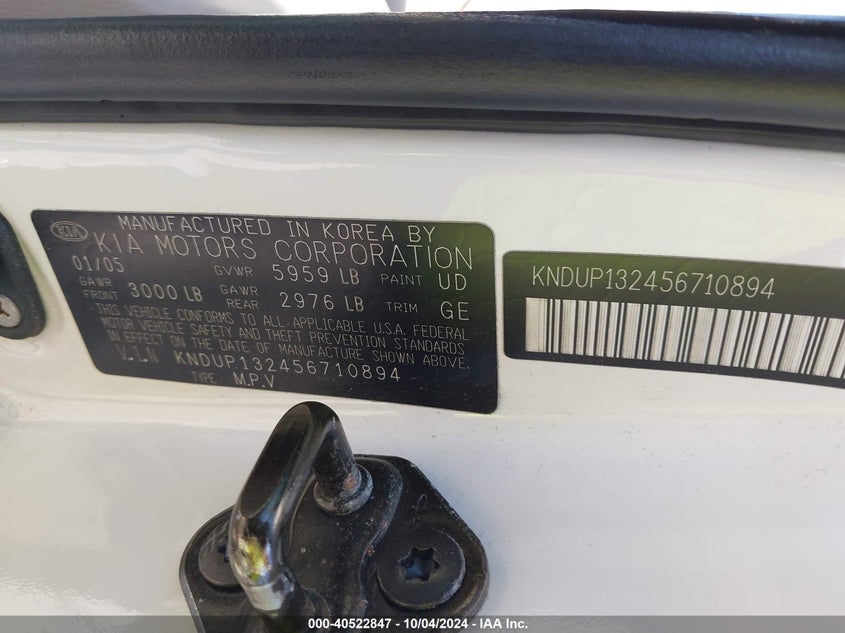 KIA
MANUFACTURED IN KOREA BY
KIA MOTORS CORPORATION
01/05 GVWR 5959 LB PAINT UD
GAWR FRONT 3000 LB GAWR REAR 2976 LB TRIM GE
THIS VEHICLE CONFORMS TO ALL APPLICABLE U.S.A. FEDERAL
MOTOR VEHICLE SAFETY AND THEFT PREVENTION STANDARDS
IN EFFECT ON THE DATE OF MANUFACTURE SHOWN ABOVE.
V.I.N KNDUP132456710894
TYPE M.P.V
KNDUP132456710894
000-40522847 - 10/04/2024 - IAA Inc.